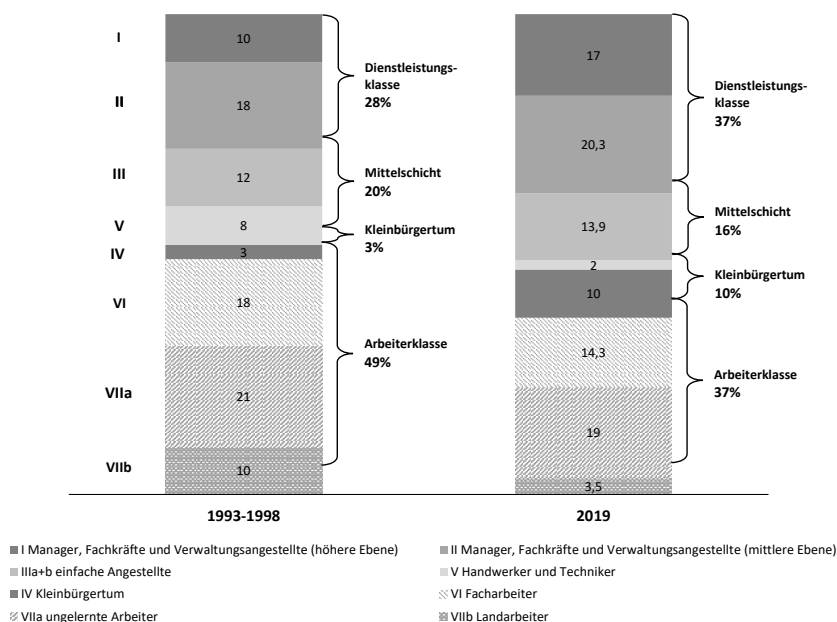 I
II
III
V
IV
VI
VIIa
VIIb
10
18
12
8
3
18
21
10
Dienstleistungs-
klasse
28%
Mittelschicht
20%
Kleinbürgertum
3%
Arbeiterklasse
49%
17
20,3
13,9
2
10
14,3
19
3,5
Dienstleistungs-
klasse
37%
Mittelschicht
16%
Kleinbürgertum
10%
Arbeiterklasse
37%
1993-1998
2019
I Manager, Fachkräfte und Verwaltungsangestellte (höhere Ebene)
II Manager, Fachkräfte und Verwaltungsangestellte (mittlere Ebene)
IIIa+b einfache Angestellte
V Handwerker und Techniker
IV Kleinbürgertum
VI Facharbeiter
VIIa ungelernte Arbeiter
VIIb Landarbeiter